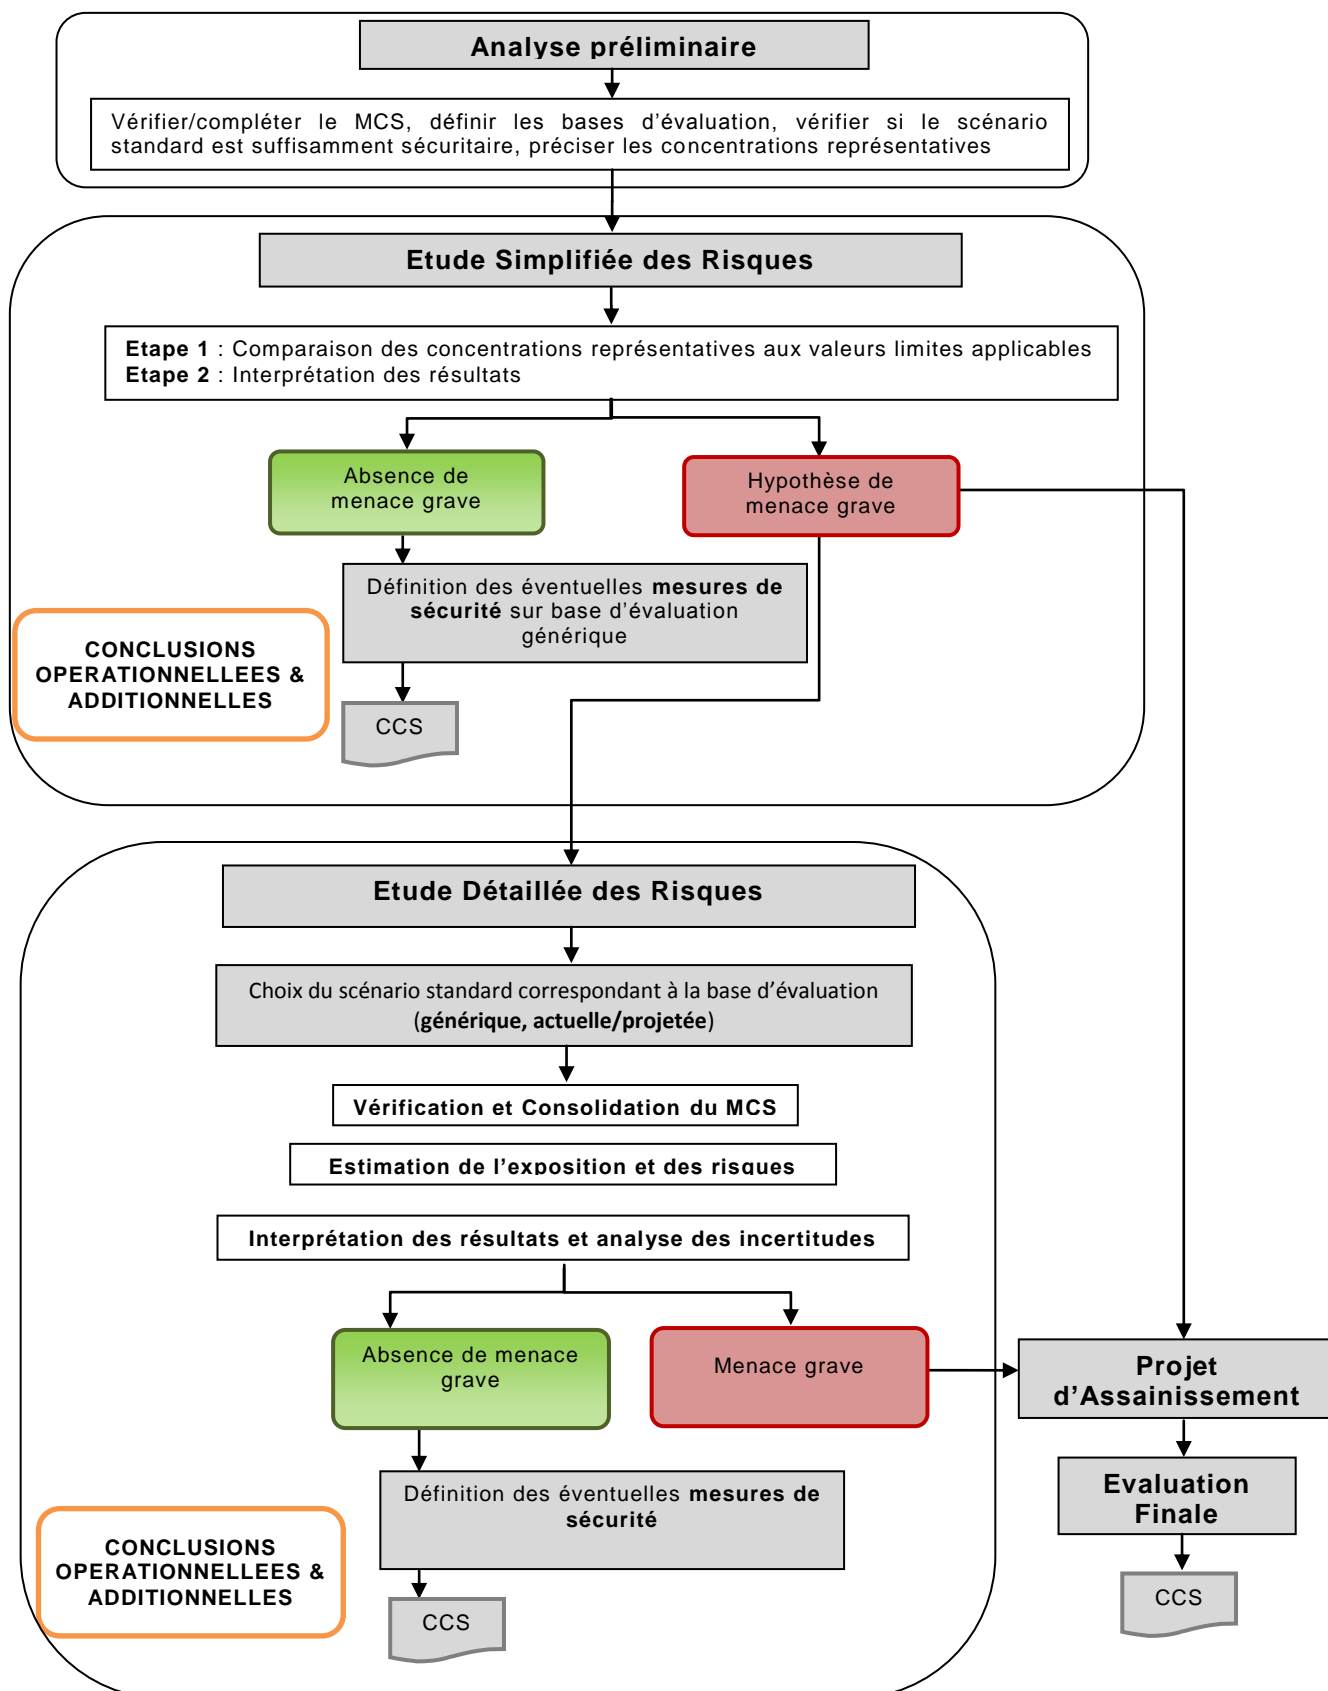 Analyse préliminaire
Vérifier/compléter le MCS, définir les bases d’évaluation, vérifier si le scénario
standard est suffisamment sécuritaire, préciser les concentrations représentatives
Etude Simplifiée des Risques
Etape 1 : Comparaison des concentrations représentatives aux valeurs limites applicables
Etape 2 : Interprétation des résultats
Absence de
menace grave
Hypothèse de
menace grave
Définition des éventuelles mesures de
sécurité sur base d’évaluation
générique
CONCLUSIONS
OPERATIONNELLEES &
ADDITIONNELLES
CCS
Etude Détaillée des Risques
Choix du scénario standard correspondant à la base d’évaluation
(générique, actuelle/projetée)
Vérification et Consolidation du MCS
Estimation de l’exposition et des risques
Interprétation des résultats et analyse des incertitudes
Absence de menace
grave
Menace grave
Projet
d’Assainissement
Définition des éventuelles mesures de
sécurité
Evaluation
Finale
CONCLUSIONS
OPERATIONNELLEES &
ADDITIONNELLES
CCS
CCS